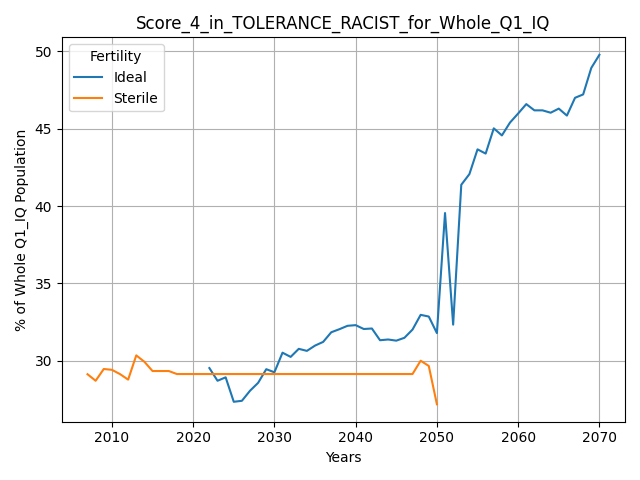 Score_4_in_TOLERANCE_RACIST_for_Whole_Q1_IQ
Fertility
Ideal
Sterile
% of Whole Q1_IQ Population
50
45
40
35
30
2010
2020
2030
2040
2050
2060
2070
Years